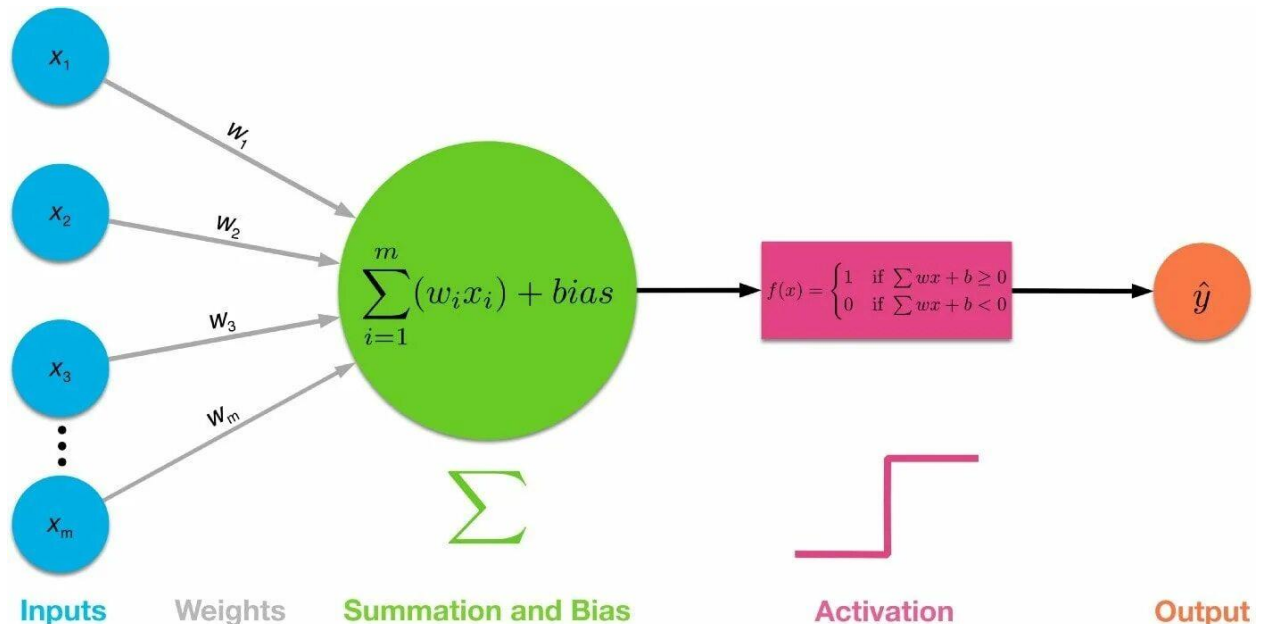 x₁
w₁
x₂
w₂
x₃
w₃
xₘ
wₘ
∑ᵢ₌₁ᵐ(wᵢxᵢ) + bias
f(x) = {1 if ∑ wx + b ≥ 0
0 if ∑ wx + b < 0
ŷ
∑
Inputs
Weights
Summation and Bias
Activation
Output